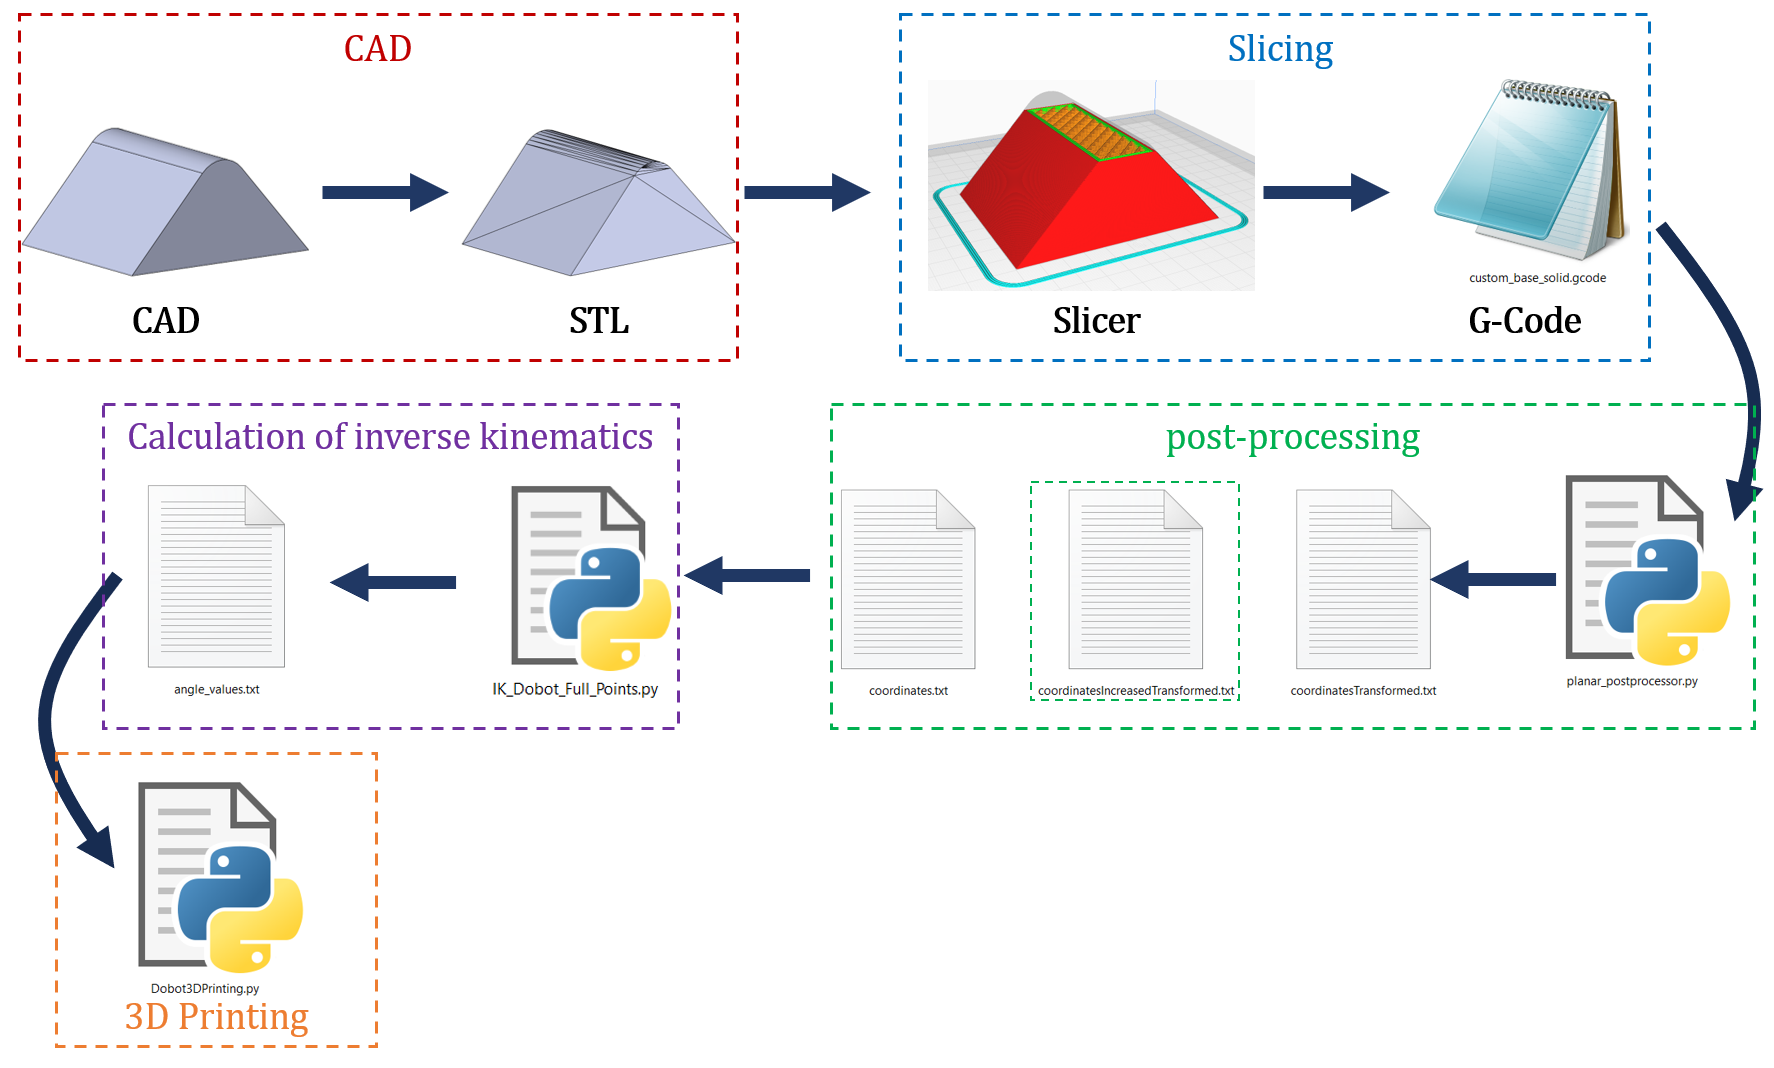 CAD
CAD
STL
Slicing
Slicer
custom_base_solid.gcode
G-Code
post-processing
planar_postprocessor.py
coordinatesTransformed.txt
coordinatesIncreasedTransformed.txt
coordinates.txt
Calculation of inverse kinematics
IK_Dobot_Full_Points.py
angle_values.txt
Dobot3DPrinting.py
3D Printing